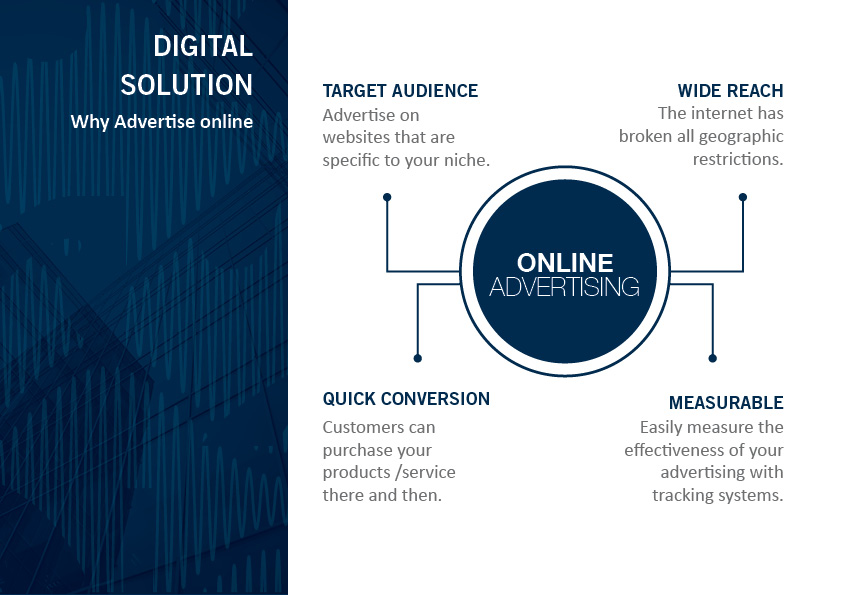 DIGITAL
SOLUTION
Why Advertise online
TARGET AUDIENCE
Advertise on
websites that are
specific to your niche.
WIDE REACH
The internet has
broken all geographic
restrictions.
ONLINE
ADVERTISING
QUICK CONVERSION
Customers can
purchase your
products /service
there and then.
MEASURABLE
Easily measure the
effectiveness of your
advertising with
tracking systems.